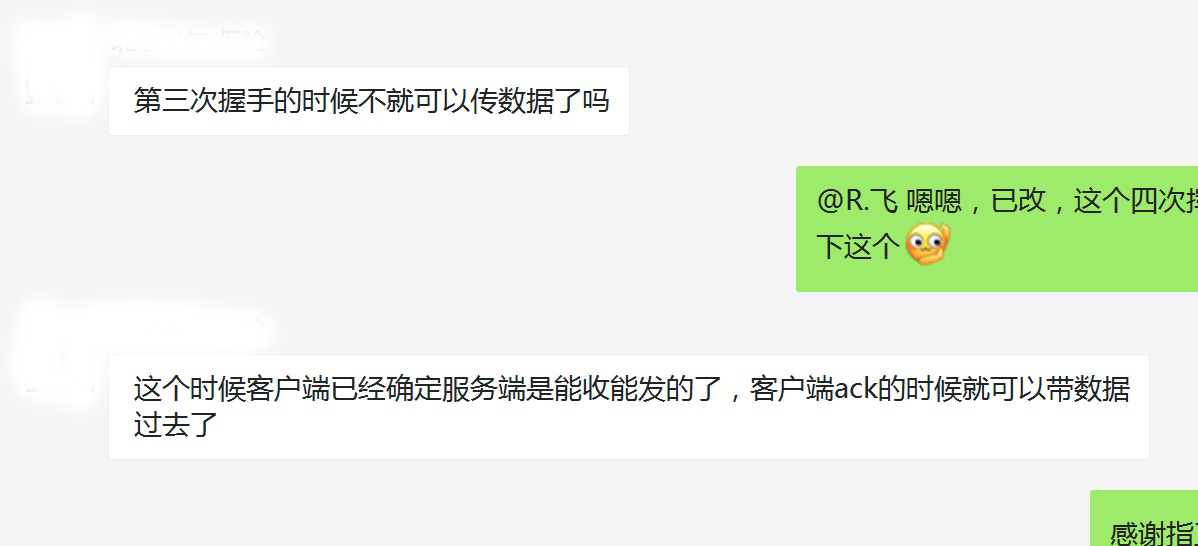 第三次握手的时候不就可以传数据了吗
@R.飞 嗯嗯，已改，这个四次
下这个
这个时候客户端已经确定服务端是能收能发的了，客户端ack的时候就可以带数据
过去了
感谢指